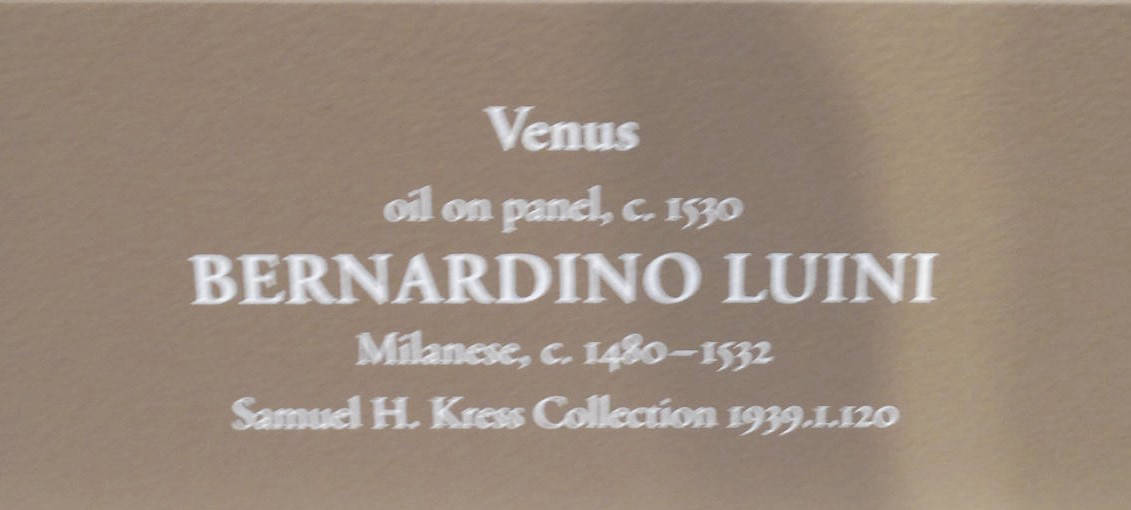 Venus
oil on panel, c. 1530
BERNARDINO LUINI
Milanese, c. 1480–1532
Samuel H. Kress Collection 1939.1.120